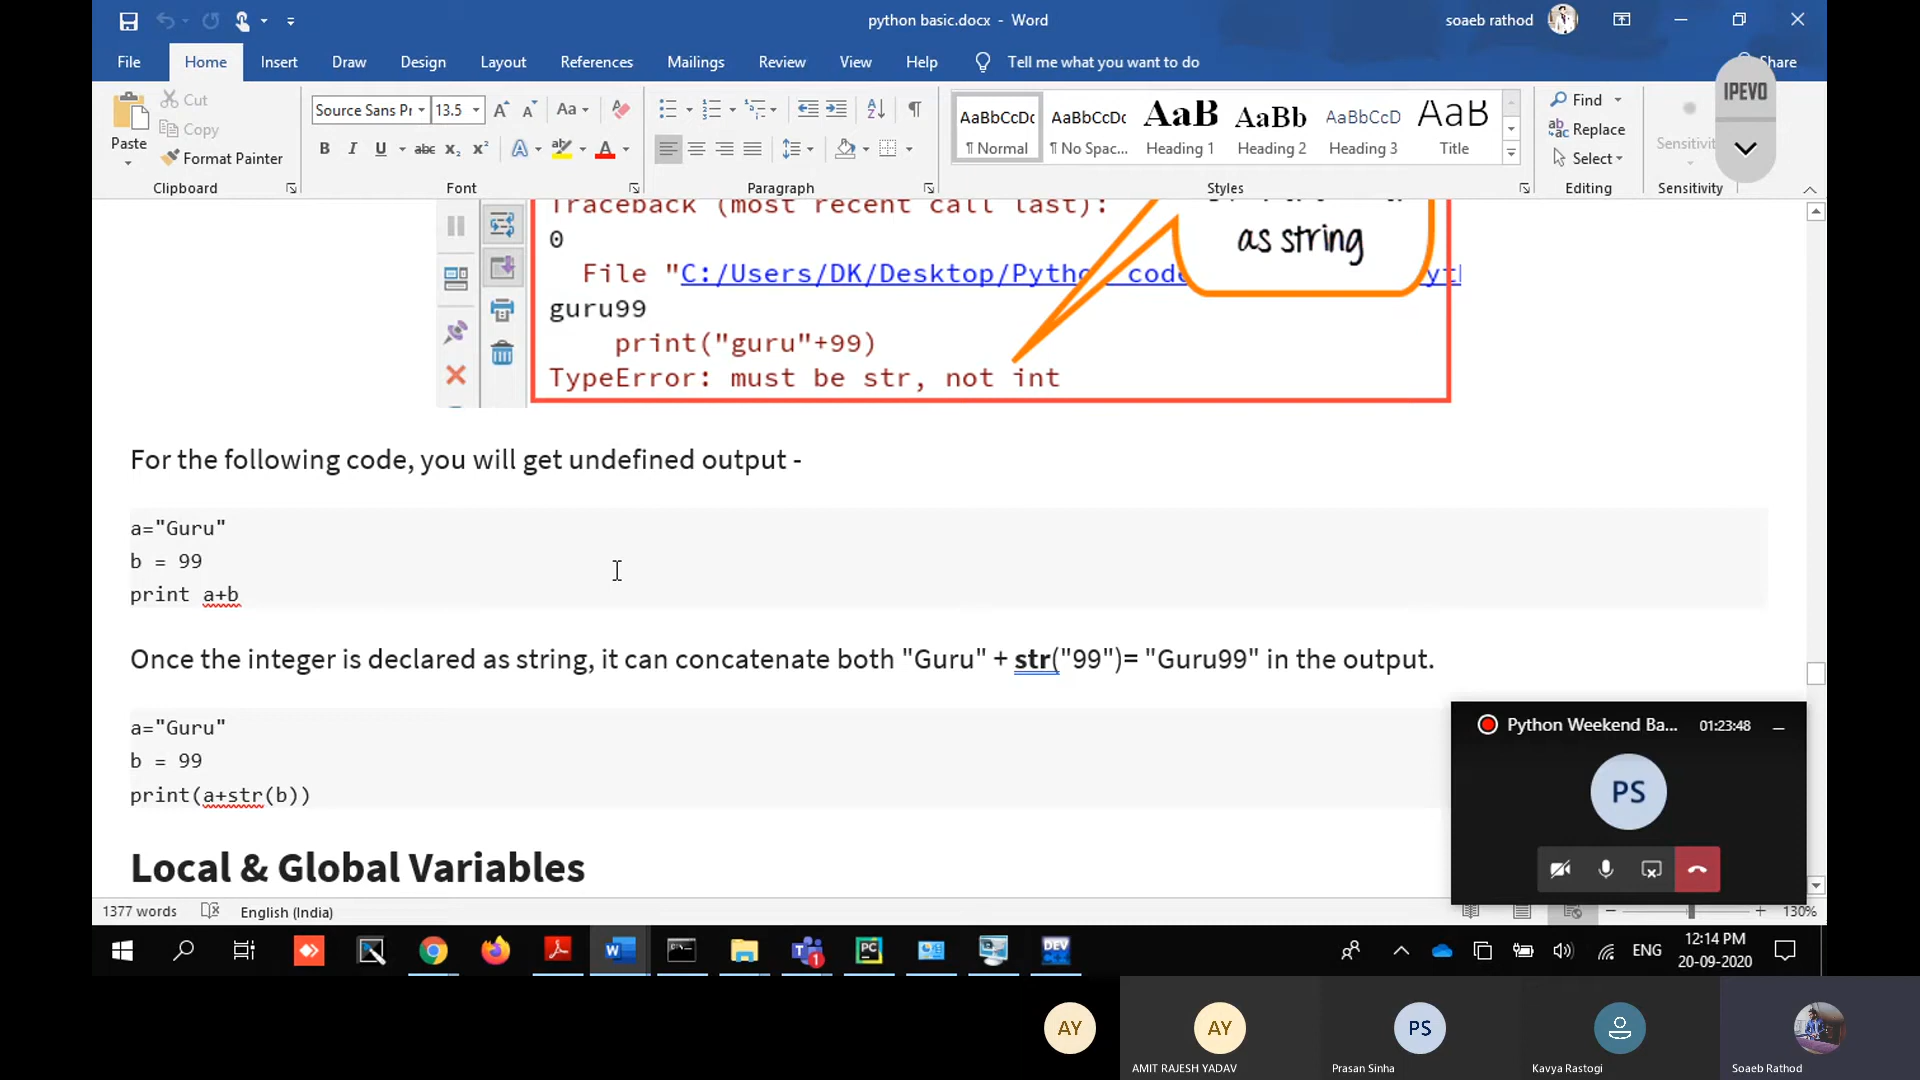 python basic.docx - Word
soaeb rathod
File Home Insert Draw Design Layout References Mailings Review View Help Tell me what you want to do Share
IPEVO
Cut
Copy
Paste
Format Painter
Clipboard
Source Sans Pr 13.5
Font
Paragraph
AaBbCcDc AaBbCcDc AaB AaBb AaBbCcD AaB
¶ Normal ¶ No Spac... Heading 1 Heading 2 Heading 3 Title
Styles
Find
Replace
Select
Editing
Sensitivit
Sensitivity
Traceback (most recent call last):
as string
0
File "C:/Users/DK/Desktop/Pytho code yth
guru99
print("guru"+99)
TypeError: must be str, not int
For the following code, you will get undefined output -
a="Guru"
b = 99
print a+b
Once the integer is declared as string, it can concatenate both "Guru" + str("99")= "Guru99" in the output.
a="Guru"
b = 99
print(a+str(b))
Local & Global Variables
Python Weekend Ba... 01:23:48
PS
1377 words English (India) 130%
ENG
12:14 PM
20-09-2020
AY
AY
AMIT RAJESH YADAV
PS
Prasan Sinha
Kavya Rastogi
Soaeb Rathod